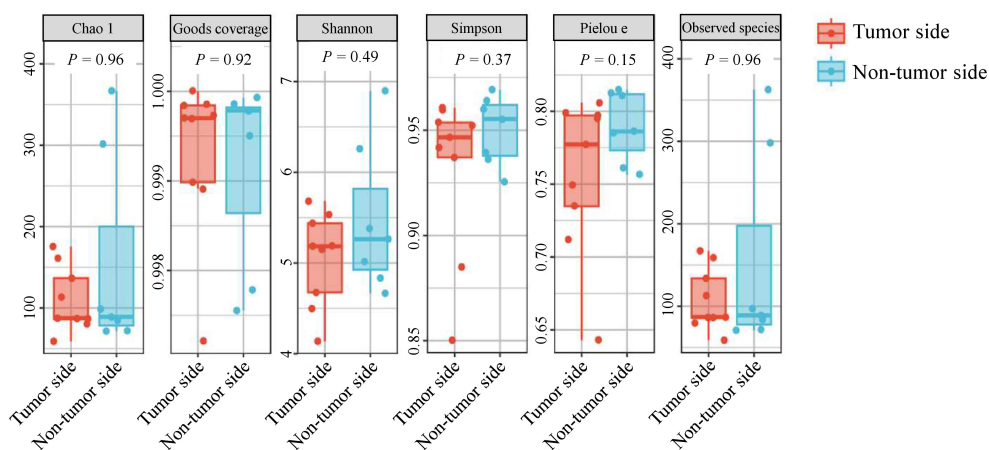 Chao 1
Goods coverage
Shannon
Simpson
Pielou e
Observed species
P = 0.96
P = 0.92
P = 0.49
P = 0.37
P = 0.15
P = 0.96
400
300
200
100
1.000
0.999
0.998
7
6
5
4
0.95
0.90
0.85
0.80
0.75
0.70
0.65
400
300
200
100
Tumor side
Non-tumor side
Tumor side
Non-tumor side
Tumor side
Non-tumor side
Tumor side
Non-tumor side
Tumor side
Non-tumor side
Tumor side
Non-tumor side
Tumor side
Non-tumor side